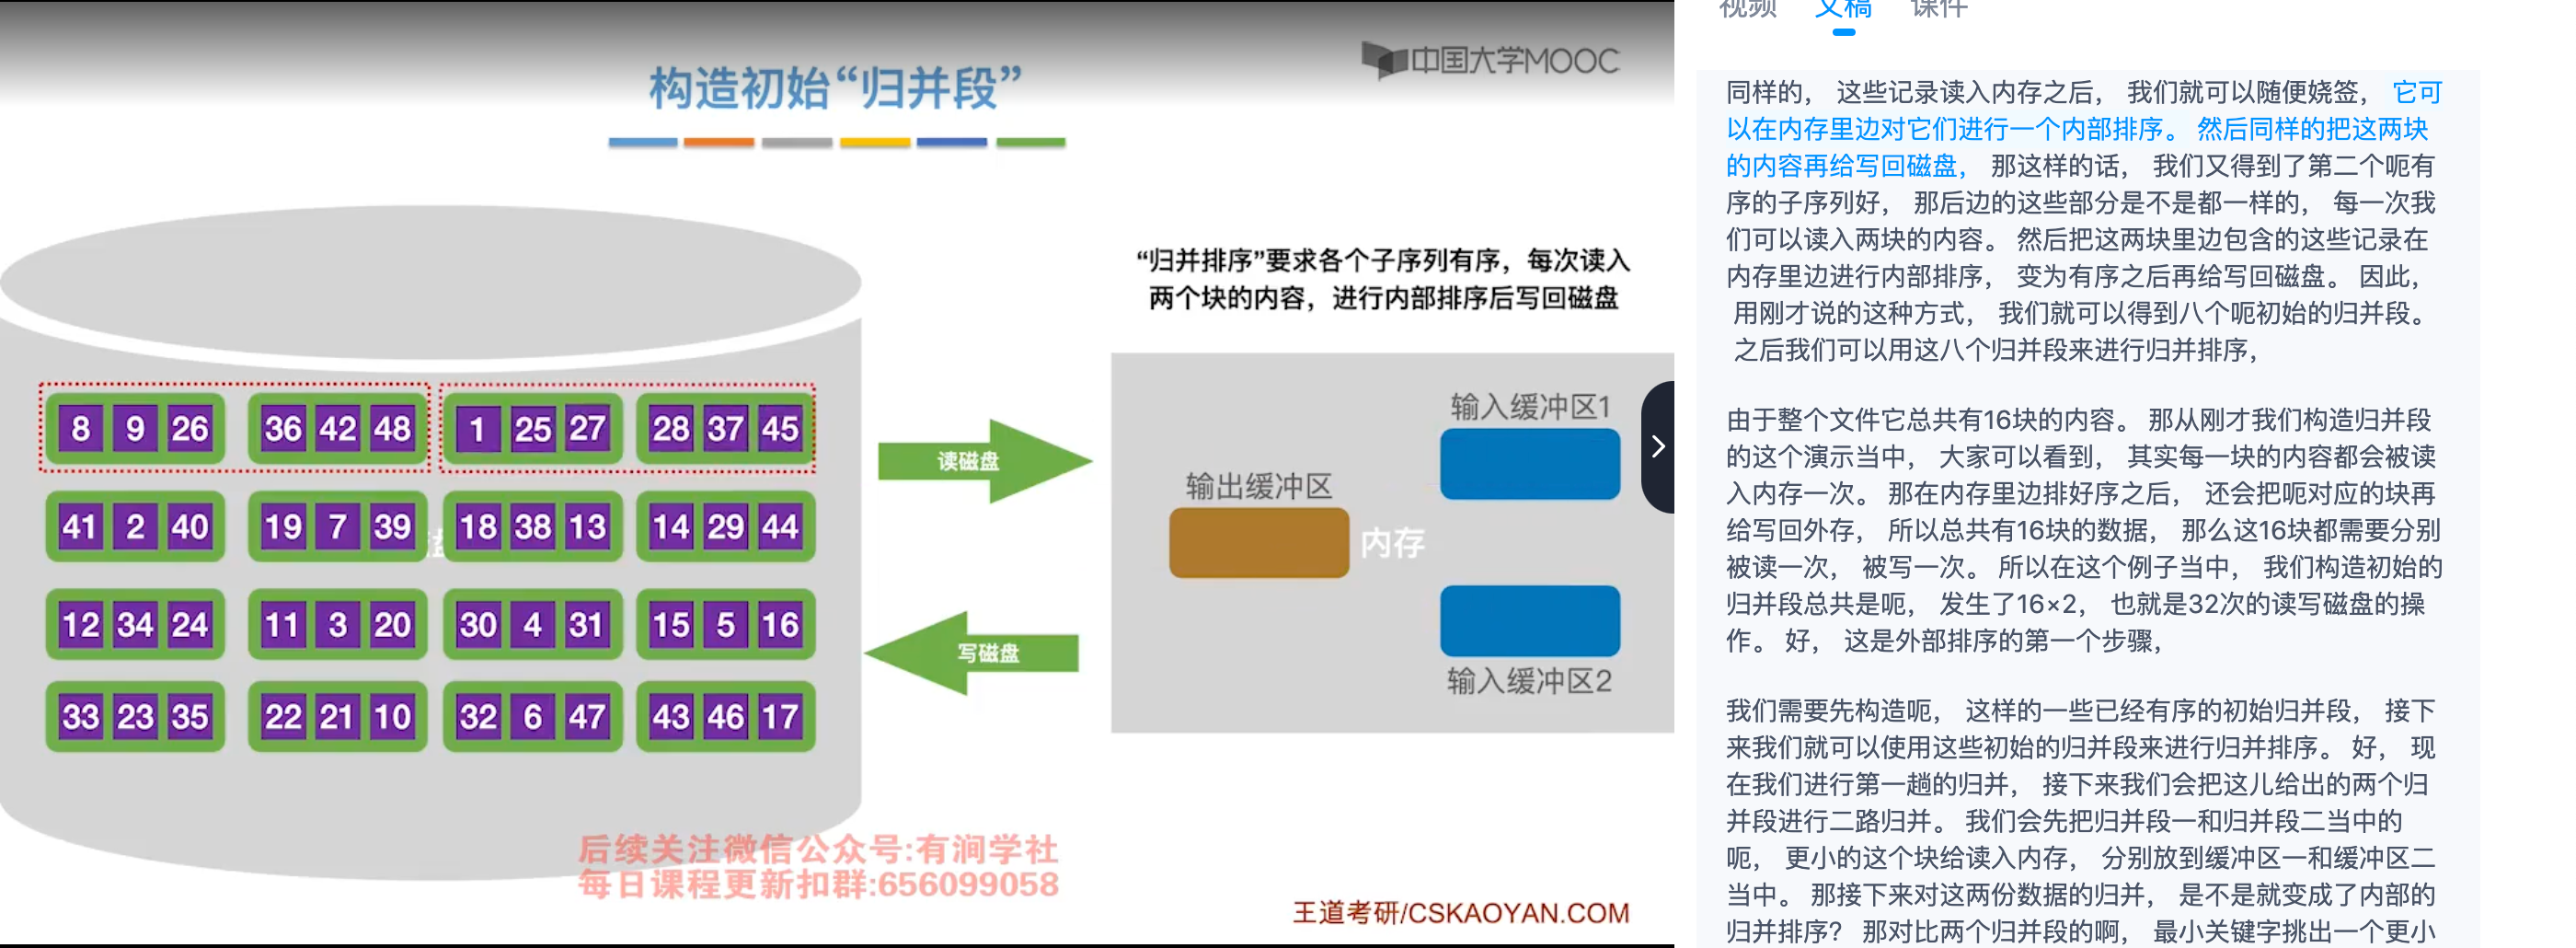 构造初始“归并段”
中国大学MOOC
“归并排序”要求各个子序列有序，每次读入
两个块的内容，进行内部排序后写回磁盘
8 9 26 36 42 48 1 25 27 28 37 45
41 2 40 19 7 39 18 38 13 14 29 44
12 34 24 11 3 20 30 4 31 15 5 16
33 23 35 22 21 10 32 6 47 43 46 17
读磁盘
写磁盘
输入缓冲区1
输出缓冲区
内存
输入缓冲区2
后续关注微信公众号:有涧学社
每日课程更新扣群:656099058
王道考研/CSKAOYAN.COM
视频 文稿 课件
同样的， 这些记录读入内存之后， 我们就可以随便娆签， 它可
以在内存里边对它们进行一个内部排序。 然后同样的把这两块
的内容再给写回磁盘， 那这样的话， 我们又得到了第二个呃有
序的子序列好， 那后边的这些部分是不是都一样的， 每一次我
们可以读入两块的内容。 然后把这两块里边包含的这些记录在
内存里边进行内部排序， 变为有序之后再给写回磁盘。 因此，
用刚才说的这种方式， 我们就可以得到八个呃初始的归并段。
之后我们可以用这八个归并段来进行归并排序，
由于整个文件它总共有16块的内容。 那从刚才我们构造归并段
的这个演示当中， 大家可以看到， 其实每一块的内容都会被读
入内存一次。 那在内存里边排好序之后， 还会把呃对应的块再
给写回外存， 所以总共有16块的数据， 那么这16块都需要分别
被读一次， 被写一次。 所以在这个例子当中， 我们构造初始的
归并段总共是呃， 发生了16×2， 也就是32次的读写磁盘的操
作。 好， 这是外部排序的第一个步骤，
我们需要先构造呃， 这样的一些已经有序的初始归并段， 接下
来我们就可以使用这些初始的归并段来进行归并排序。 好， 现
在我们进行第一趟的归并， 接下来我们会把这儿给出的两个归
并段进行二路归并。 我们会先把归并段一和归并段二当中的
呃， 更小的这个块给读入内存， 分别放到缓冲区一和缓冲区二
当中。 那接下来对这两份数据的归并， 是不是就变成了内部的
归并排序？ 那对比两个归并段的啊， 最小关键字挑出一个更小